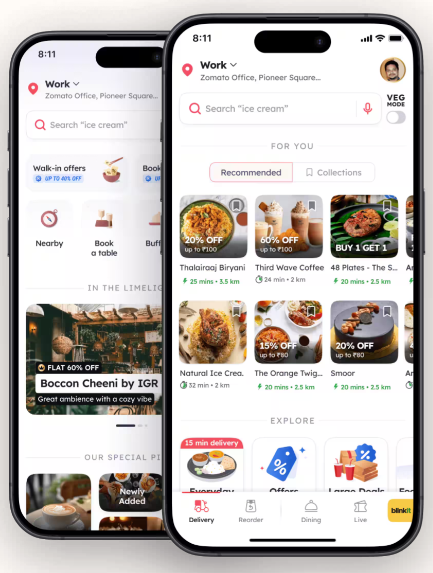 8:11
Work
Zomato Office, Pioneer Square...
Search "ice cream"
Walk-in offers
UP TO 40% OFF
Book
Nearby
Book
a table
Buff
IN THE LIMELIG
FLAT 60% OFF
Boccon Cheeni by IGR
Great ambience with a cozy vibe
OUR SPECIAL PI
Newly
Added
8:11
Work
Zomato Office, Pioneer Square...
Search "ice cream"
VEG
MODE
FOR YOU
Recommended
Collections
20% OFF
up to ₹100
60% OFF
up to ₹100
BUY 1 GET 1
Thalairaaj Biryani
Third Wave Coffee
48 Plates - The S...
25 mins • 3.5 km
24 min • 2 km
20 mins • 2.5 km
15% OFF
up to ₹80
20% OFF
up to ₹80
Natural Ice Crea.
The Orange Twig...
Smoor
32 min • 2 km
20 mins • 2.5 km
20 mins • 2.5 km
EXPLORE
15 min delivery
Everyday
Offers
Large Deals
Delivery
Reorder
Dining
Live
blinkit